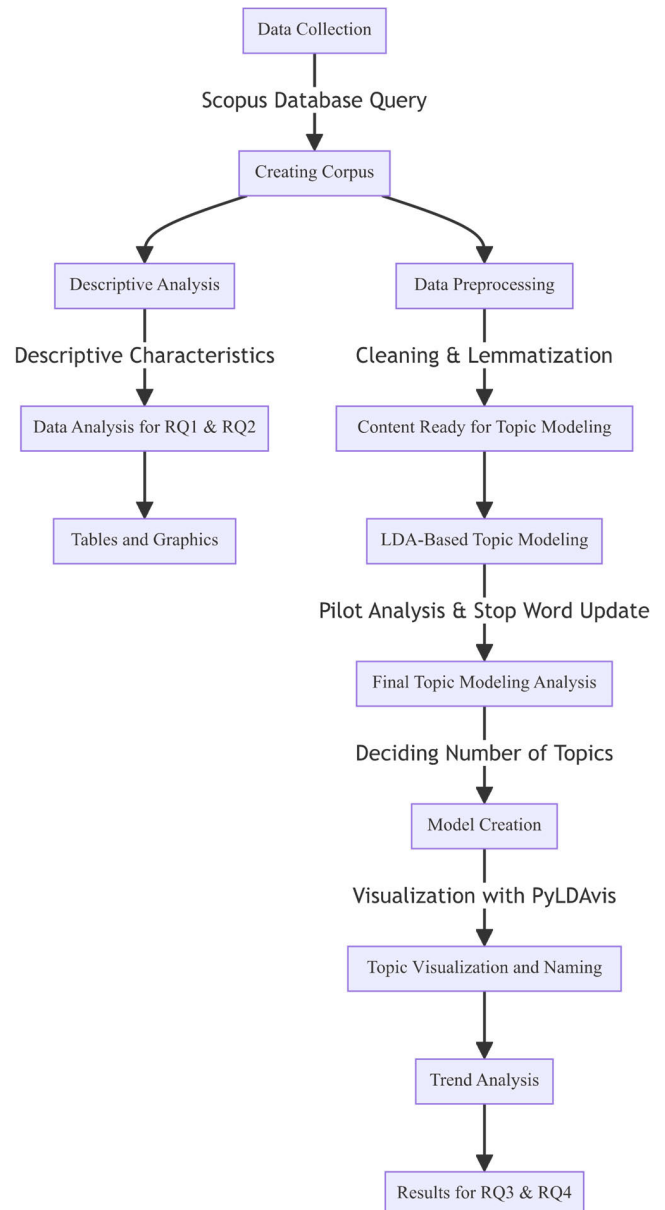 Data Collection
Scopus Database Query
Creating Corpus
Descriptive Analysis
Data Preprocessing
Descriptive Characteristics
Cleaning & Lemmatization
Data Analysis for RQ1 & RQ2
Content Ready for Topic Modeling
Tables and Graphics
LDA-Based Topic Modeling
Pilot Analysis & Stop Word Update
Final Topic Modeling Analysis
Deciding Number of Topics
Model Creation
Visualization with PyLDAvis
Topic Visualization and Naming
Trend Analysis
Results for RQ3 & RQ4